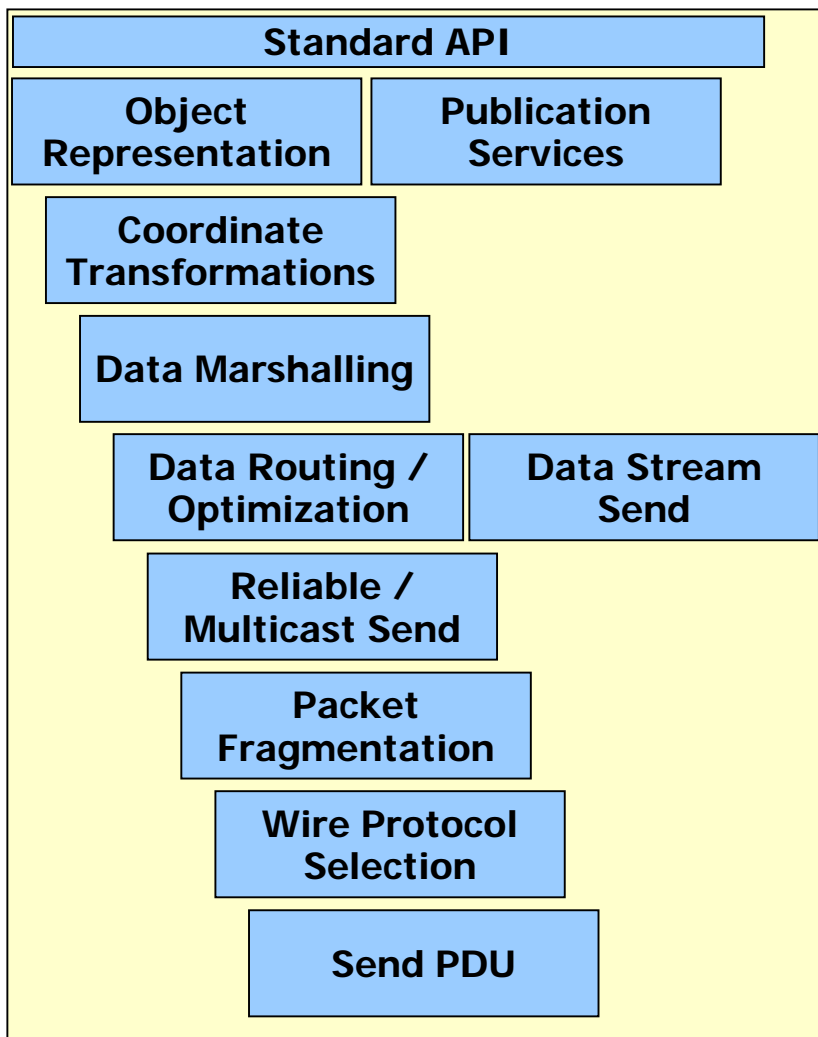 Standard API
Object
Representation
Publication
Services
Coordinate
Transformations
Data Marshalling
Data Routing /
Optimization
Data Stream
Send
Reliable /
Multicast Send
Packet
Fragmentation
Wire Protocol
Selection
Send PDU